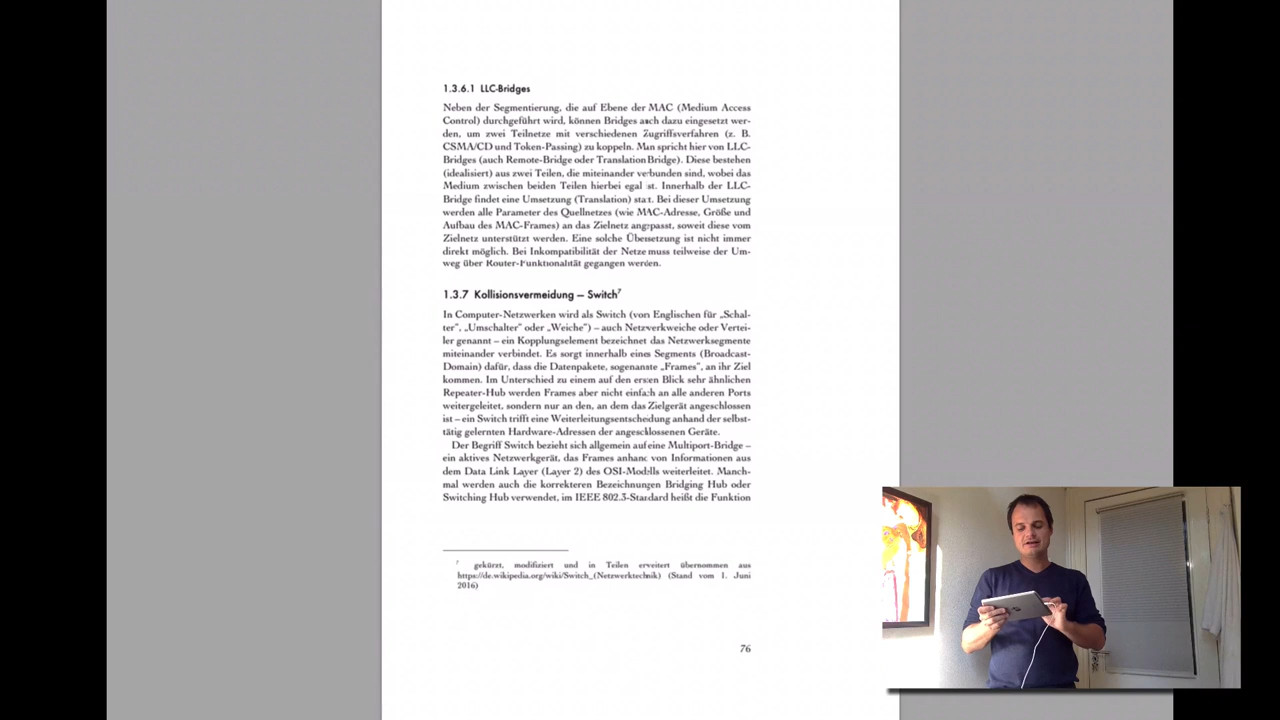 1.3.6.1 LLC-Bridges
Neben der Segmentierung, die auf Ebene der MAC (Medium Access
Control) durchgeführt wird, können Bridges auch dazu eingesetzt wer-
den, um zwei Teilnetze mit verschiedenen Zugriffsverfahren (z. B.
CSMA/CD und Token-Passing) zu koppeln. Man spricht hier von LLC-
Bridges (auch Remote-Bridge oder Translation Bridge). Diese bestehen
(idealisiert) aus zwei Teilen, die miteinander verbunden sind, wobei das
Medium zwischen beiden Teilen hierbei egal ist. Innerhalb der LLC-
Bridge findet eine Umsetzung (Translation) statt. Bei dieser Umsetzung
werden alle Parameter des Quellnetzes (wie MAC-Adresse, Größe und
Aufbau des MAC-Frames) an das Zielnetz angepasst, soweit diese vom
Zielnetz unterstützt werden. Eine solche Übersetzung ist nicht immer
direkt möglich. Bei Inkompatibilität der Netze muss teilweise der Um-
weg über Router-Funktionalität gegangen werden.
1.3.7 Kollisionsvermeidung – Switch7
In Computer-Netzwerken wird als Switch (vom Englischen für „Schal-
ter", „Umschalter" oder „Weiche") – auch Netzwerkweiche oder Vertei-
ler genannt – ein Kopplungselement bezeichnet das Netzwerksegmente
miteinander verbindet. Es sorgt innerhalb eines Segments (Broadcast-
Domain) dafür, dass die Datenpakete, sogenannte „Frames", an ihr Ziel
kommen. Im Unterschied zu einem auf den ersten Blick sehr ähnlichen
Repeater-Hub werden Frames aber nicht einfach an alle anderen Ports
weitergeleitet, sondern nur an den, an dem das Zielgerät angeschlossen
ist – ein Switch trifft eine Weiterleitungsentscheidung anhand der selbst-
tätig gelernten Hardware-Adressen der angeschlossenen Geräte.
Der Begriff Switch bezieht sich allgemein auf eine Multiport-Bridge –
ein aktives Netzwerkgerät, das Frames anhand von Informationen aus
dem Data Link Layer (Layer 2) des OSI-Modells weiterleitet. Manch-
mal werden auch die korrekteren Bezeichnungen Bridging Hub oder
Switching Hub verwendet, im IEEE 802.3-Standard heißt die Funktion
7 gekürzt, modifiziert und in Teilen erweitert übernommen aus
https://de.wikipedia.org/wiki/Switch_(Netzwerktechnik) (Stand vom 1. Juni
2016)
76